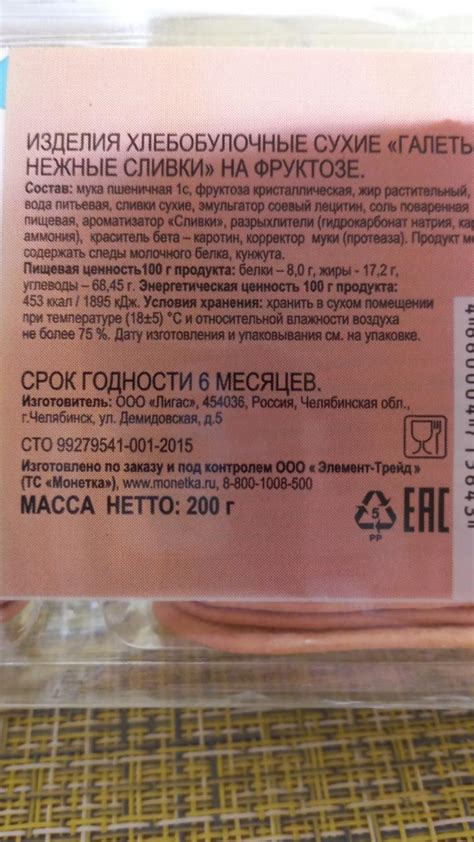 ИЗДЕЛИЯ ХЛЕБОБУЛОЧНЫЕ СУХИЕ «ГАЛЕТЬ
НЕЖНЫЕ СЛИВКИ» НА ФРУКТОЗЕ.
Состав: мука пшеничная 1с, фруктоза кристаллическая, жир растительный,
вода питьевая, сливки сухие, эмульгатор соевый лецитин, соль поваренная
пищевая, ароматизатор «Сливки», разрыхлители (гидрокарбонат натрия, кар
аммония), краситель бета – каротин, корректор муки (протеаза). Продукт м
содержать следы молочного белка, кунжута.
Пищевая ценность100 г продукта: белки – 8,0 г, жиры - 17,2 г,
углеводы – 68,45 г. Энергетическая ценность 100 г продукта:
453 ккал / 1895 кДж. Условия хранения: хранить в сухом помещении
при температуре (18±5) °С и относительной влажности воздуха
не более 75 %. Дату изготовления и упаковывания см. на упаковке.
СРОК ГОДНОСТИ 6 МЕСЯЦЕВ.
Изготовитель: ООО «Лигас», 454036, Россия, Челябинская обл.,
г.Челябинск, ул. Демидовская, д.5
СТО 99279541-001-2015
Изготовлено по заказу и под контролем ООО «Элемент-Трейд»
(ТС «Монетка»), www.monetka.ru, 8-800-1008-500
МАССА НЕТТО: 200 г
5
PP
EAC